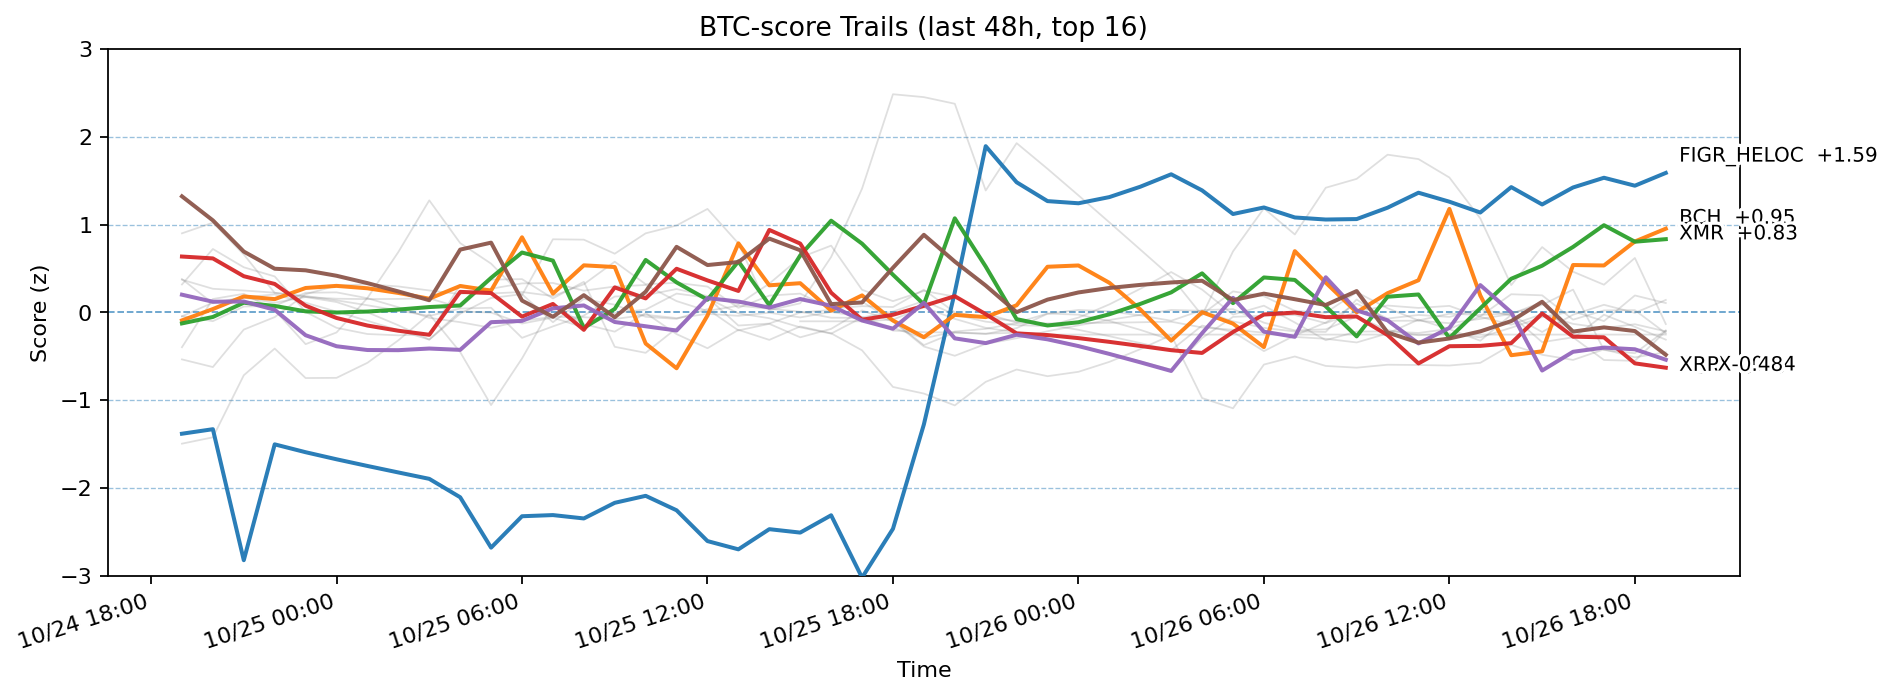 BTC-score Trails (last 48h, top 16)
Score (z)
3
2
1
0
−1
−2
−3
FIGR_HELOC +1.59
BCH +0.95
XMR +0.83
10/24 18:00
10/25 00:00
10/25 06:00
10/25 12:00
10/25 18:00
10/26 00:00
10/26 06:00
10/26 12:00
10/26 18:00
Time